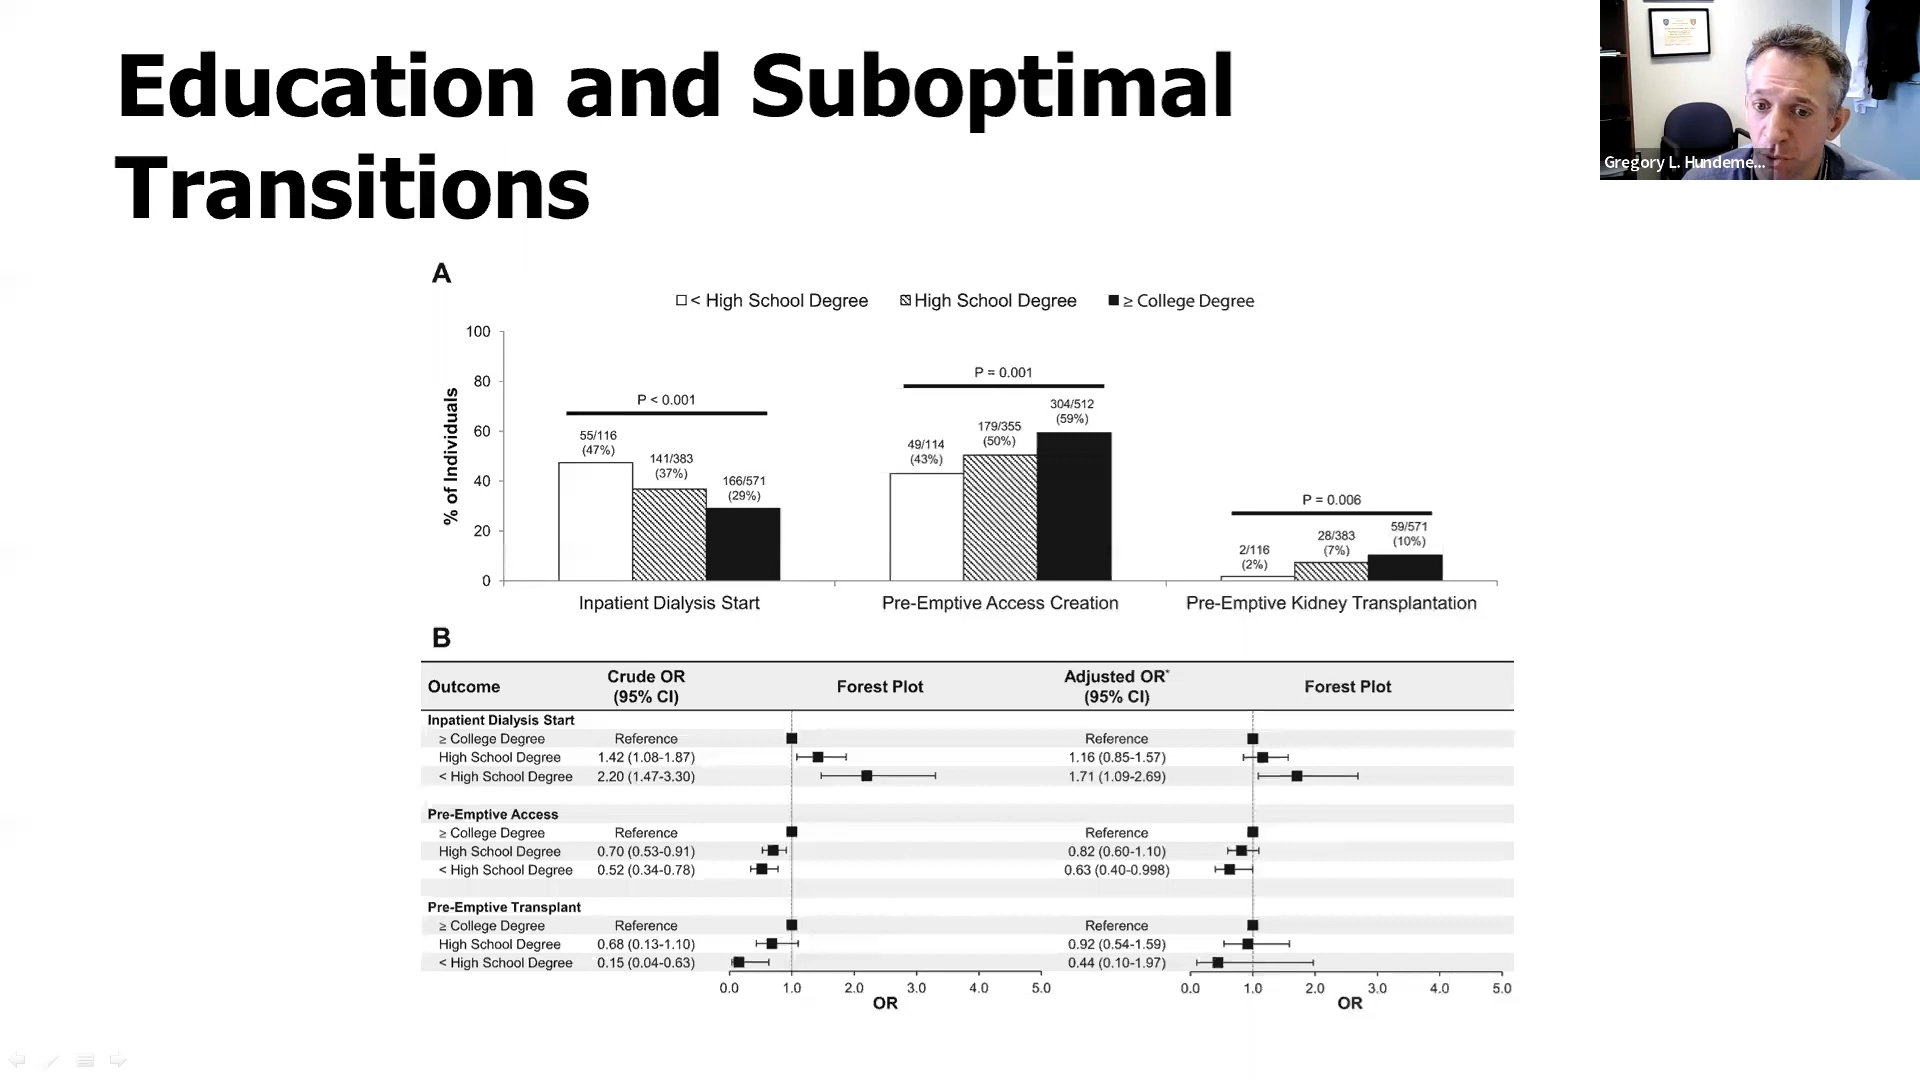 Education and Suboptimal
Transitions
Gregory L. Hundeme...
A
< High School Degree High School Degree ≥ College Degree
% of Individuals
100
80
60
40
20
0
P < 0.001
55/116
(47%)
141/383
(37%)
166/571
(29%)
Inpatient Dialysis Start
P = 0.001
49/114
(43%)
179/355
(50%)
304/512
(59%)
Pre-Emptive Access Creation
P = 0.006
2/116
(2%)
28/383
(7%)
59/571
(10%)
Pre-Emptive Kidney Transplantation
B
Outcome Crude OR (95% CI) Forest Plot Adjusted OR* (95% CI) Forest Plot
Inpatient Dialysis Start
≥ College Degree Reference Reference
High School Degree 1.42 (1.08-1.87) 1.16 (0.85-1.57)
< High School Degree 2.20 (1.47-3.30) 1.71 (1.09-2.69)
Pre-Emptive Access
≥ College Degree Reference Reference
High School Degree 0.70 (0.53-0.91) 0.82 (0.60-1.10)
< High School Degree 0.52 (0.34-0.78) 0.63 (0.40-0.998)
Pre-Emptive Transplant
≥ College Degree Reference Reference
High School Degree 0.68 (0.13-1.10) 0.92 (0.54-1.59)
< High School Degree 0.15 (0.04-0.63) 0.44 (0.10-1.97)
0.0 1.0 2.0 3.0 4.0 5.0 0.0 1.0 2.0 3.0 4.0 5.0
OR OR